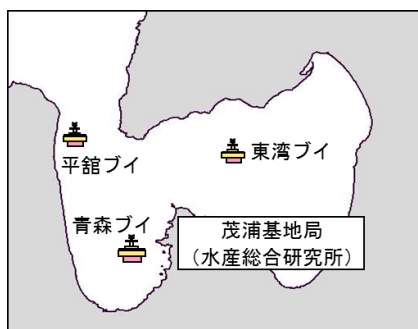 平舘ブイ
東湾ブイ
青森ブイ
茂浦基地局
（水産総合研究所）